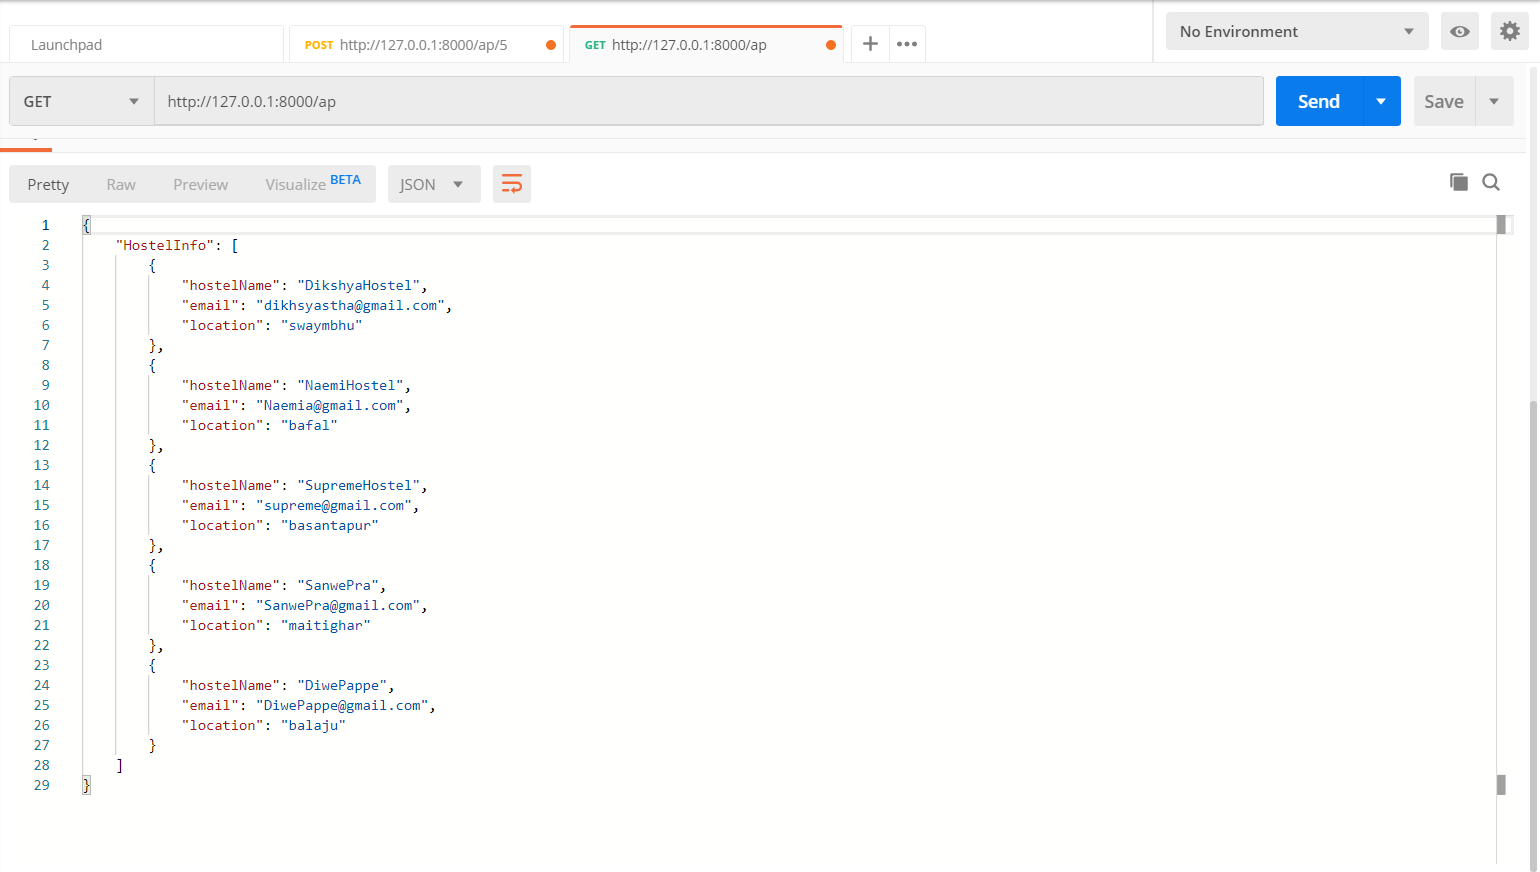 Launchpad
POST http://127.0.0.1:8000/ap/5
GET http://127.0.0.1:8000/ap
No Environment
GET
http://127.0.0.1:8000/ap
Send
Save
Pretty
Raw
Preview
Visualize BETA
JSON
1 {
2 "HostelInfo": [
3 {
4 "hostelName": "DikshyaHostel",
5 "email": "dikhsyastha@gmail.com",
6 "location": "swaymbhu"
7 },
8 {
9 "hostelName": "NaemiHostel",
10 "email": "Naemia@gmail.com",
11 "location": "bafal"
12 },
13 {
14 "hostelName": "SupremeHostel",
15 "email": "supreme@gmail.com",
16 "location": "basantapur"
17 },
18 {
19 "hostelName": "SanwePra",
20 "email": "SanwePra@gmail.com",
21 "location": "maitighar"
22 },
23 {
24 "hostelName": "DiwePappe",
25 "email": "DiwePappe@gmail.com",
26 "location": "balaju"
27 }
28 ]
29 }